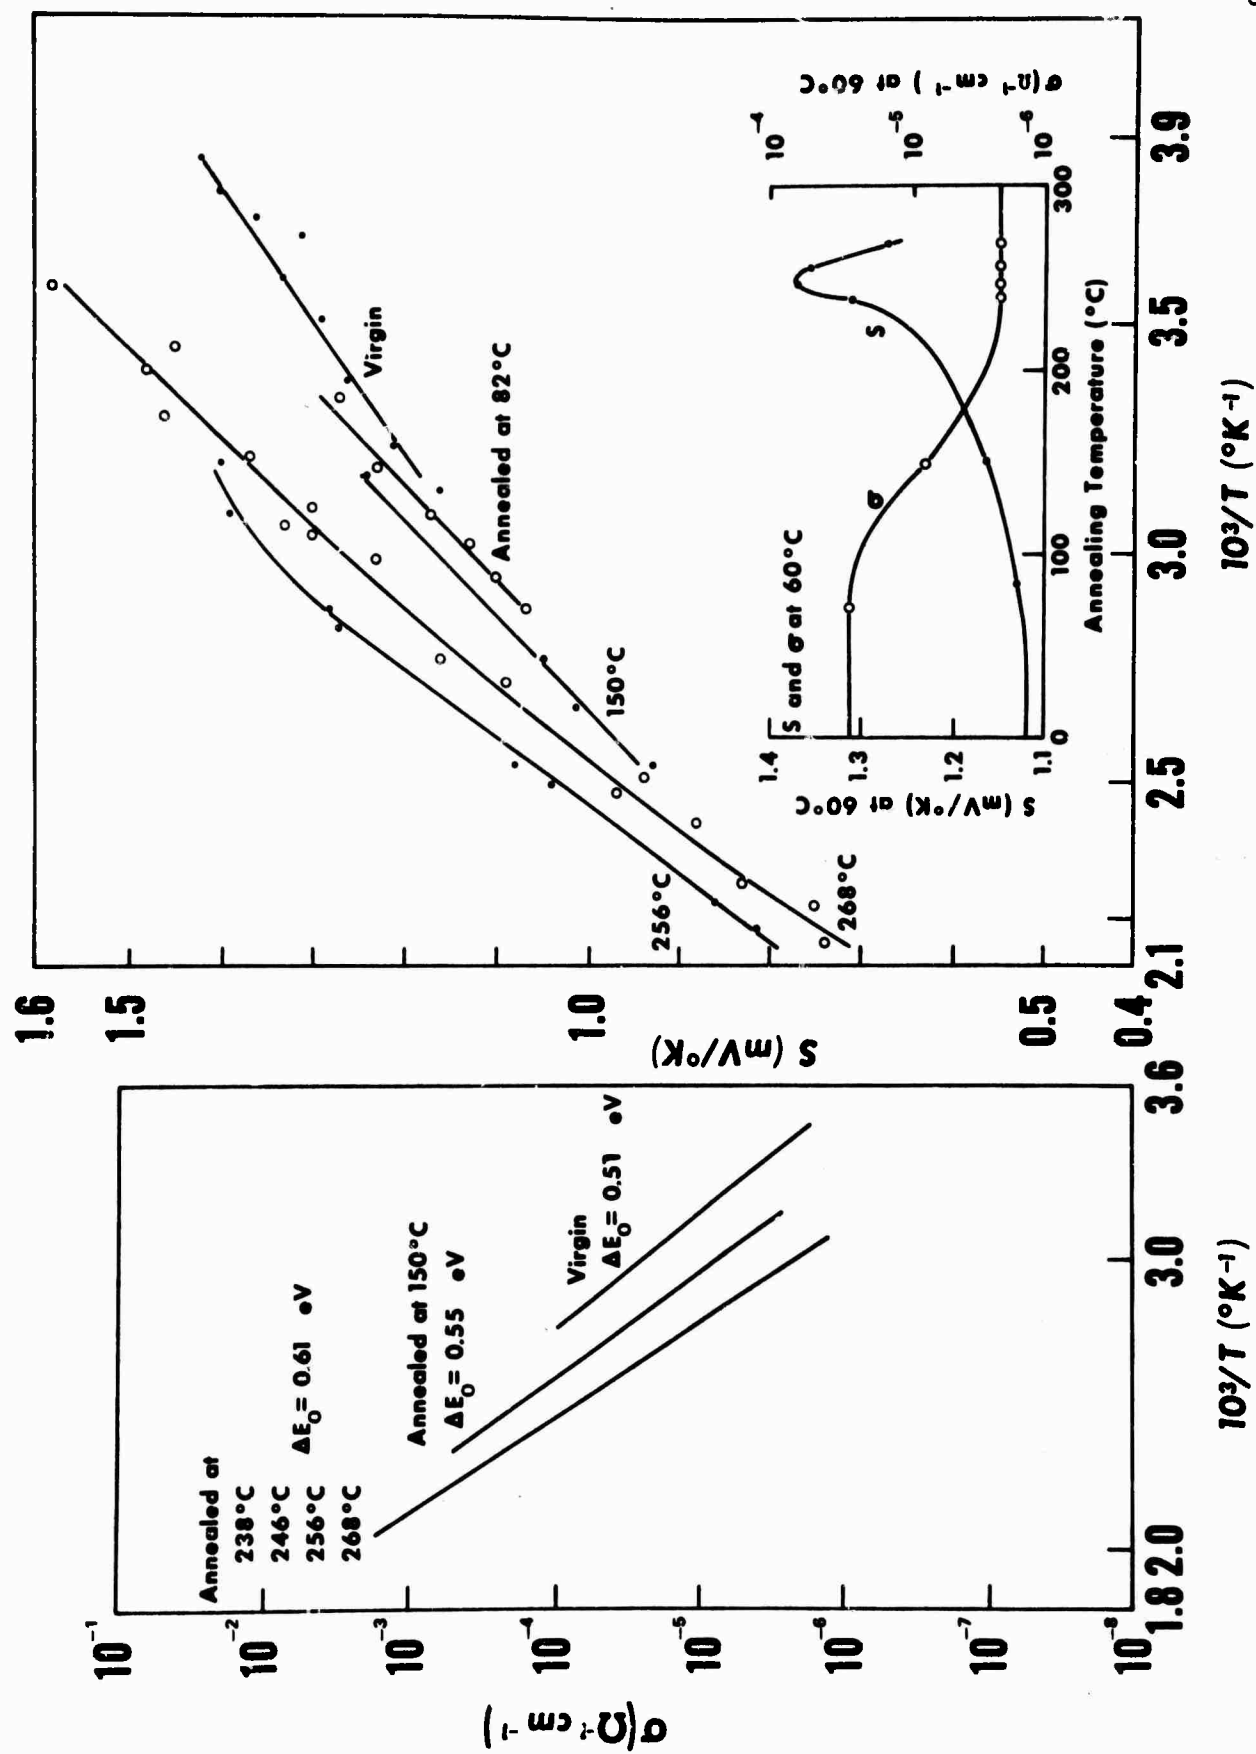 σ(Ω⁻¹ cm⁻¹)
10⁻¹
10⁻²
10⁻³
10⁻⁴
10⁻⁵
10⁻⁶
10⁻⁷
10⁻⁸
1.8
2.0
3.0
3.6
10³/T (°K⁻¹)
Annealed at
238°C
246°C
256°C
268°C
ΔE₀= 0.61 eV
Annealed at 150°C
ΔE₀= 0.55 eV
Virgin
ΔE₀= 0.51 eV
S (mV/°K)
1.6
1.5
1.0
0.5
0.4
2.1
2.5
3.0
3.5
3.9
10³/T (°K⁻¹)
Virgin
Annealed at 82°C
150°C
256°C
268°C
S and σ at 60°C
S (mV/°K) at 60°C
1.4
1.3
1.2
1.1
σ
S
0
100
200
300
Annealing Temperature (°C)
10⁻⁴
10⁻⁵
10⁻⁶
σ(Ω⁻¹ cm⁻¹) at 60°C